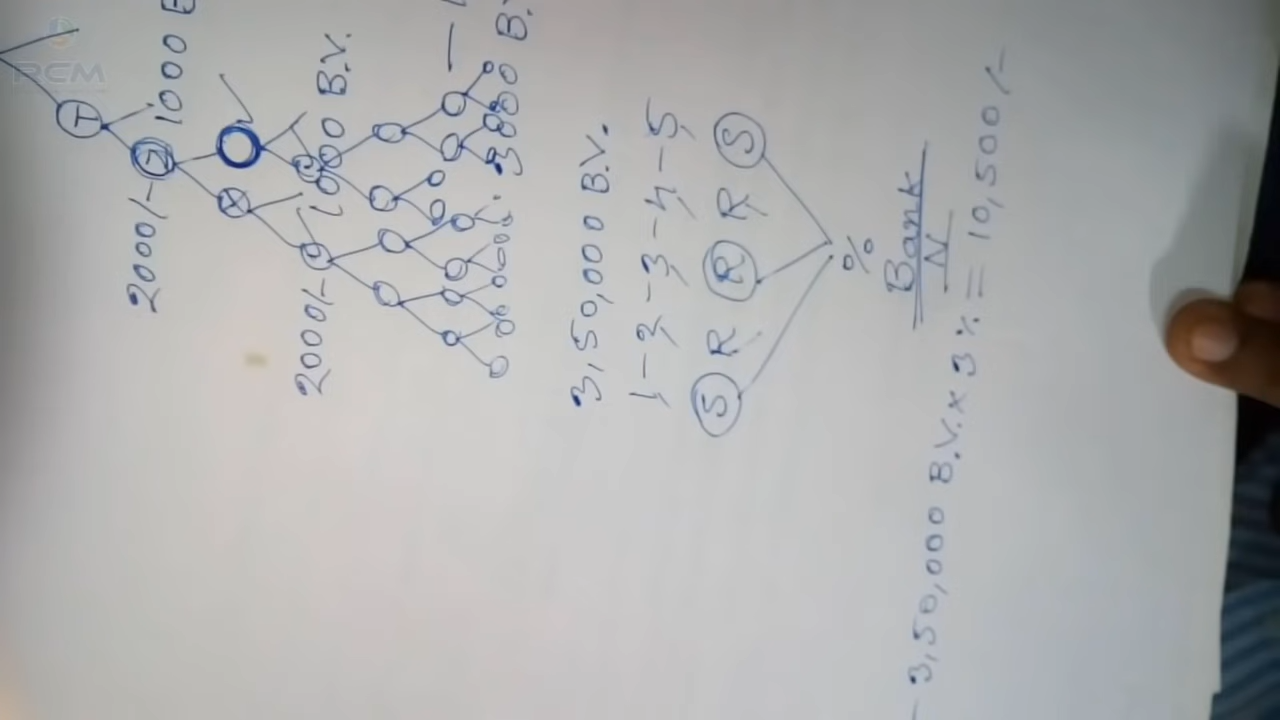 RCM
T
1000 B
2000/-
1000 B.V.
2000/-
3000 B.
3,50,000 B.V.
1-2-3-4-5
S R R R S
%
Bank
N
- 3,50,000 B.V. x 3% = 10,500/-